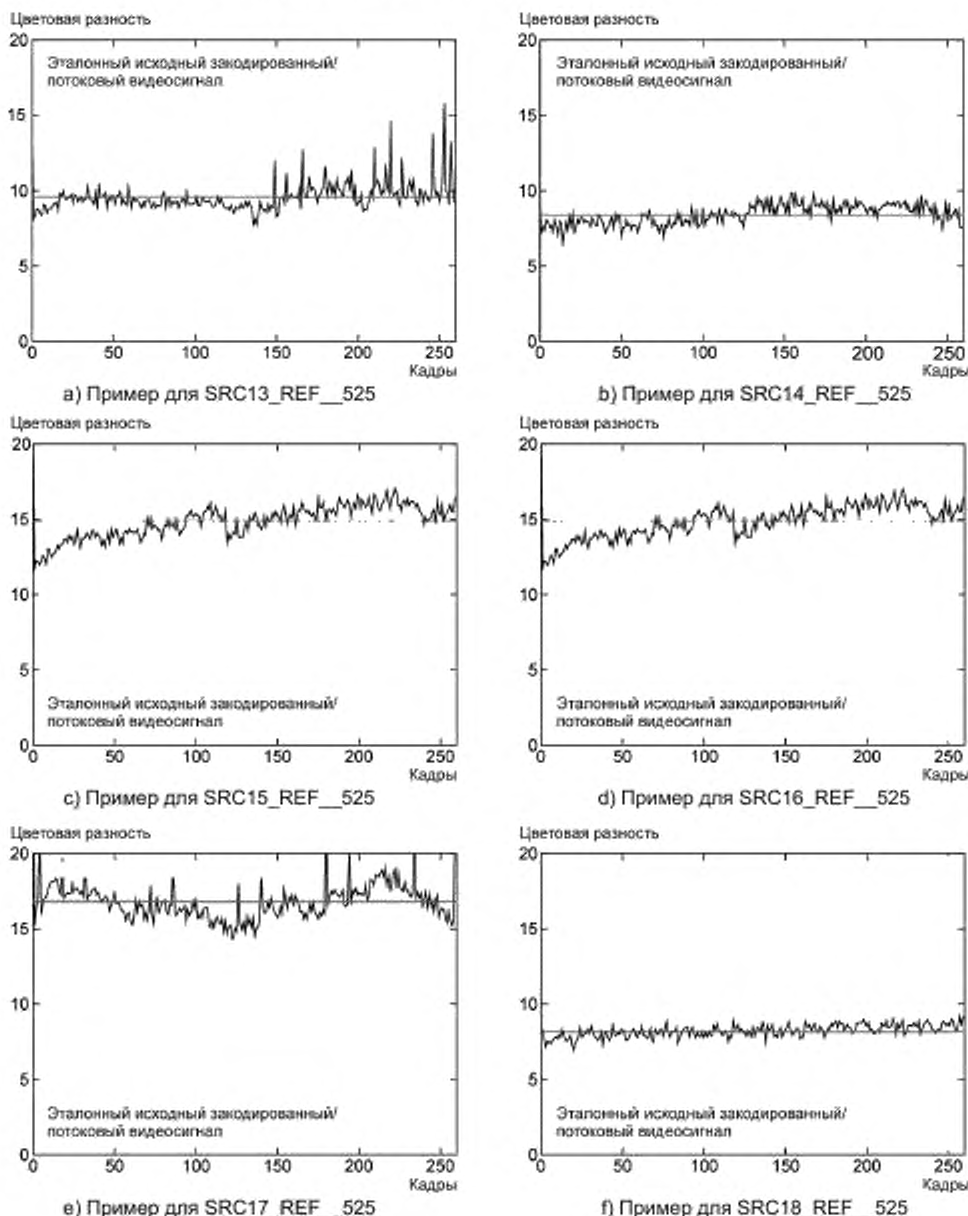 Цветовая разность
20
Эталонный исходный закодированный/
потоковый видеосигнал
15
10
5
0
0 50 100 150 200 250
Кадры
a) Пример для SRC13_REF__525
Цветовая разность
20
Эталонный исходный закодированный/
потоковый видеосигнал
15
10
5
0
0 50 100 150 200 250
Кадры
b) Пример для SRC14_REF__525
Цветовая разность
20
15
10
5
Эталонный исходный закодированный/
потоковый видеосигнал
0
0 50 100 150 200 250
Кадры
c) Пример для SRC15_REF__525
Цветовая разность
20
15
10
5
Эталонный исходный закодированный/
потоковый видеосигнал
0
0 50 100 150 200 250
Кадры
d) Пример для SRC16_REF__525
Цветовая разность
20
15
10
5
Эталонный исходный закодированный/
потоковый видеосигнал
0
0 50 100 150 200 250
Кадры
e) Пример для SRC17_REF__525
Цветовая разность
20
15
10
5
Эталонный исходный закодированный/
потоковый видеосигнал
0
0 50 100 150 200 250
Кадры
f) Пример для SRC18_REF__525